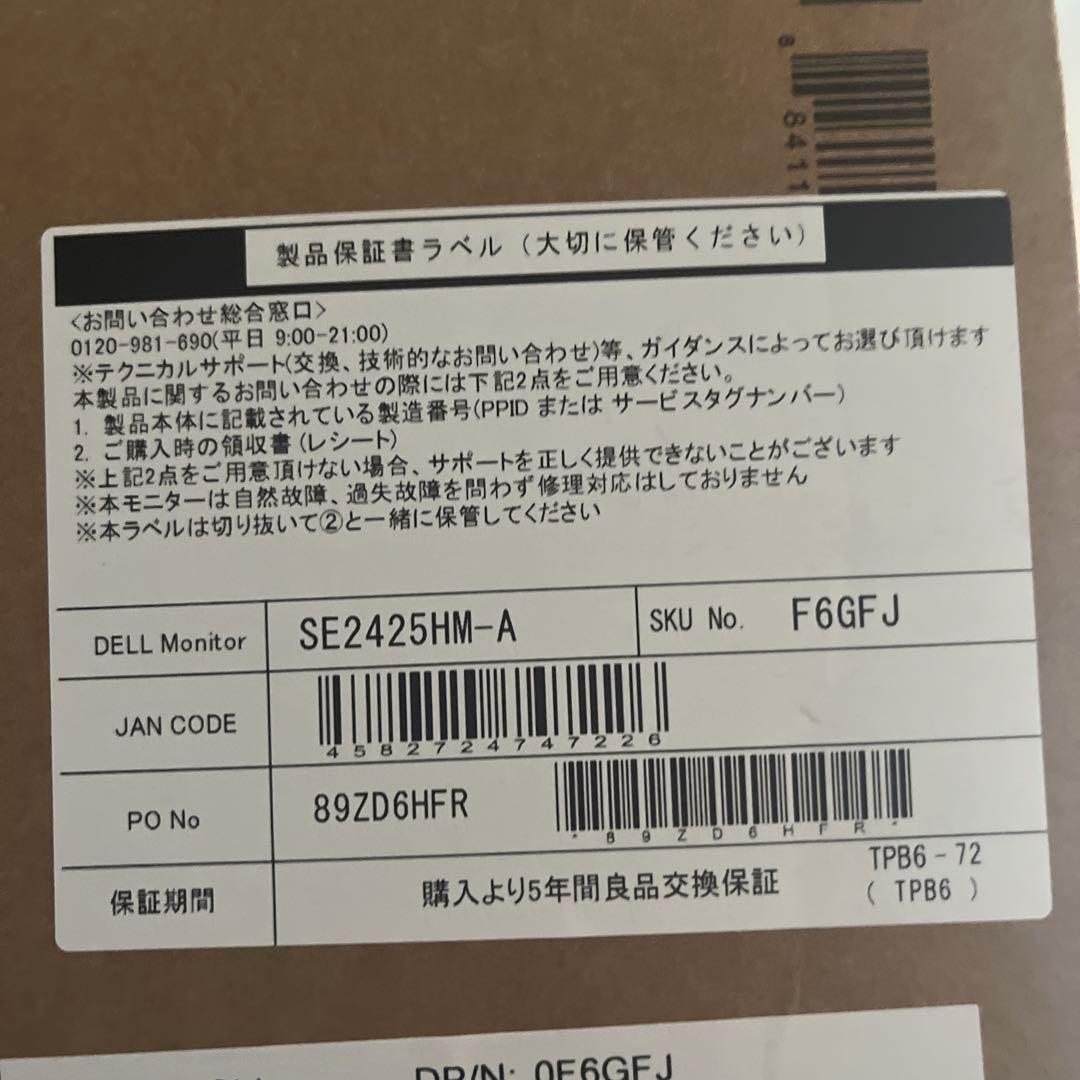 8
8411
製品保証書ラベル（大切に保管ください）
<お問い合わせ総合窓口>
0120-981-690(平日 9:00-21:00)
※テクニカルサポート(交換、技術的なお問い合わせ)等、ガイダンスによってお選び頂けます
本製品に関するお問い合わせの際には下記2点をご用意ください。
1. 製品本体に記載されている製造番号(PPID または サービスタグナンバー)
2. ご購入時の領収書 (レシート)
※上記2点をご用意頂けない場合、サポートを正しく提供できないことがございます
※本モニターは自然故障、過失故障を問わず修理対応はしておりません
※本ラベルは切り抜いて②と一緒に保管してください
DELL Monitor SE2425HM-A SKU No. F6GFJ
JAN CODE 4582724747226
PO No 89ZD6HFR *89ZD6HFR*
保証期間 購入より5年間良品交換保証 TPB6-72
( TPB6 )
DP/N: 0F6GFJ